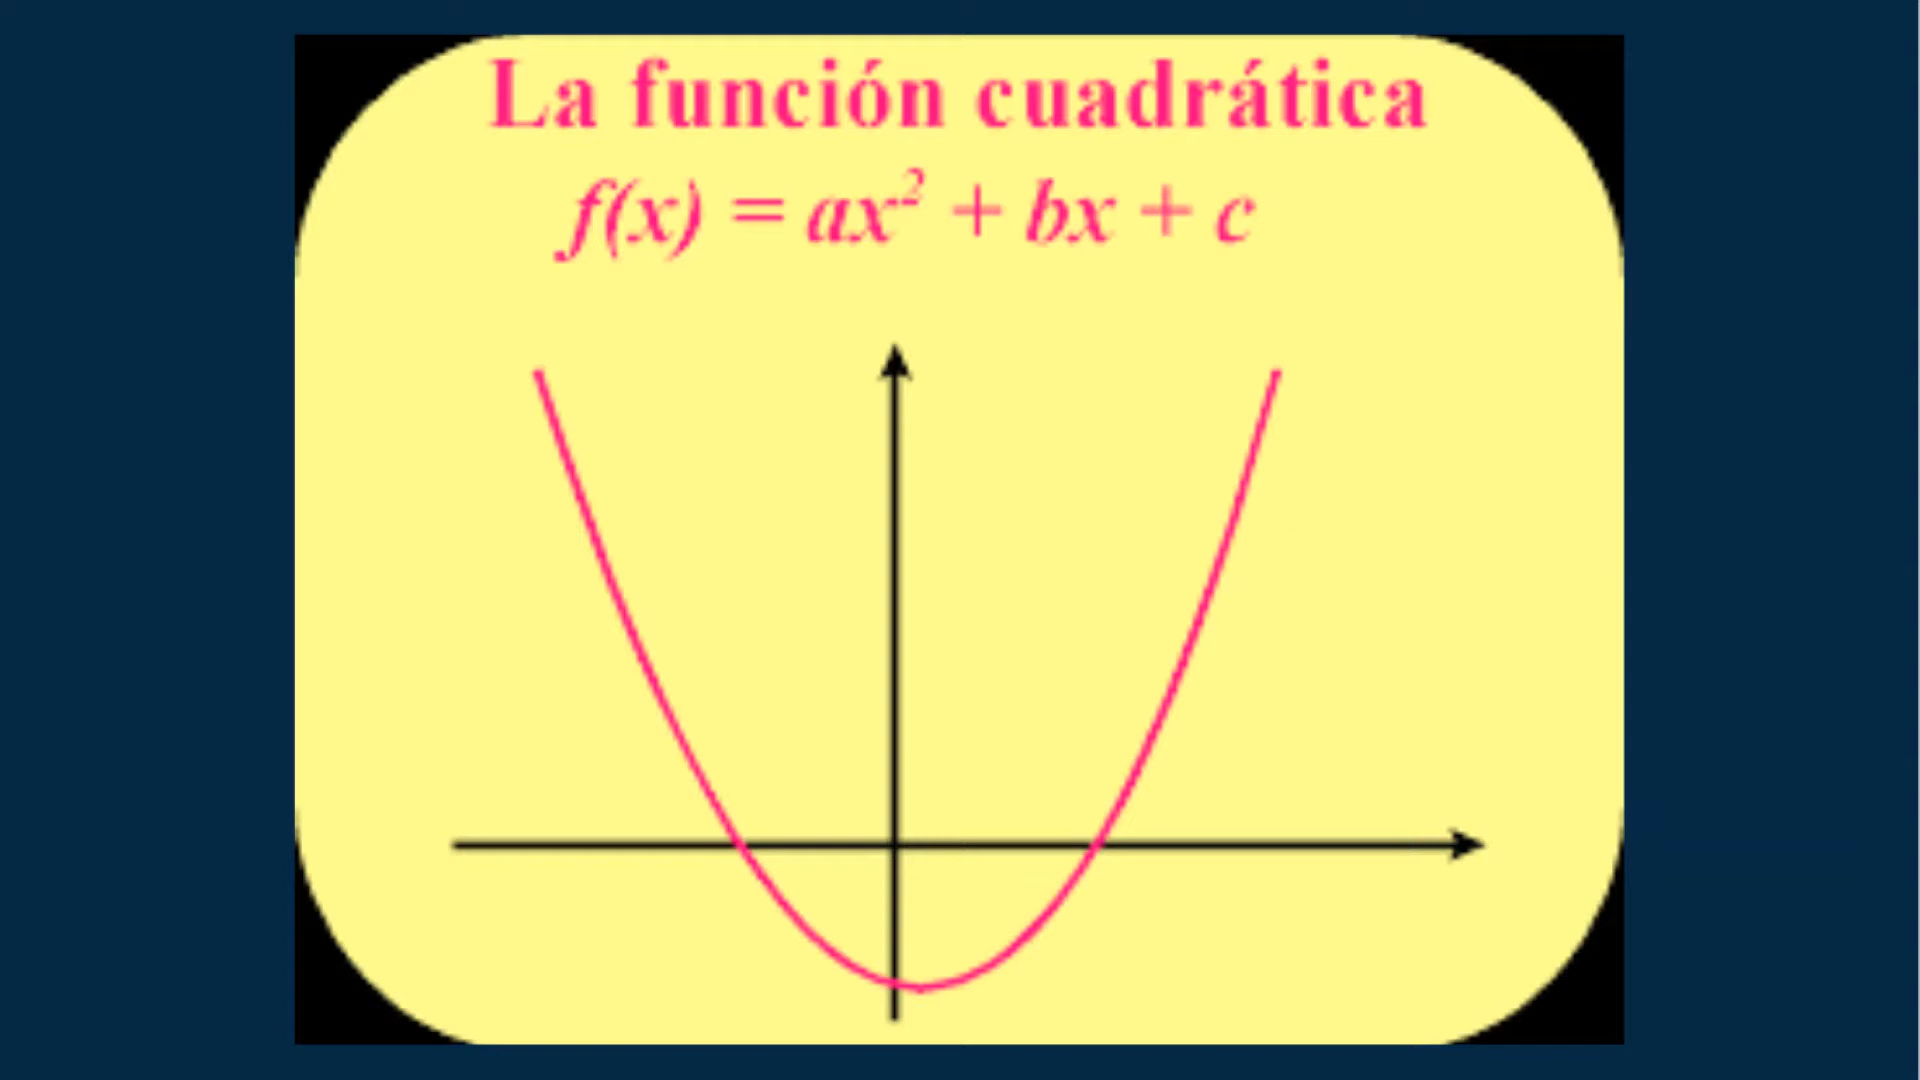 La función cuadrática
f(x) = ax² + bx + c